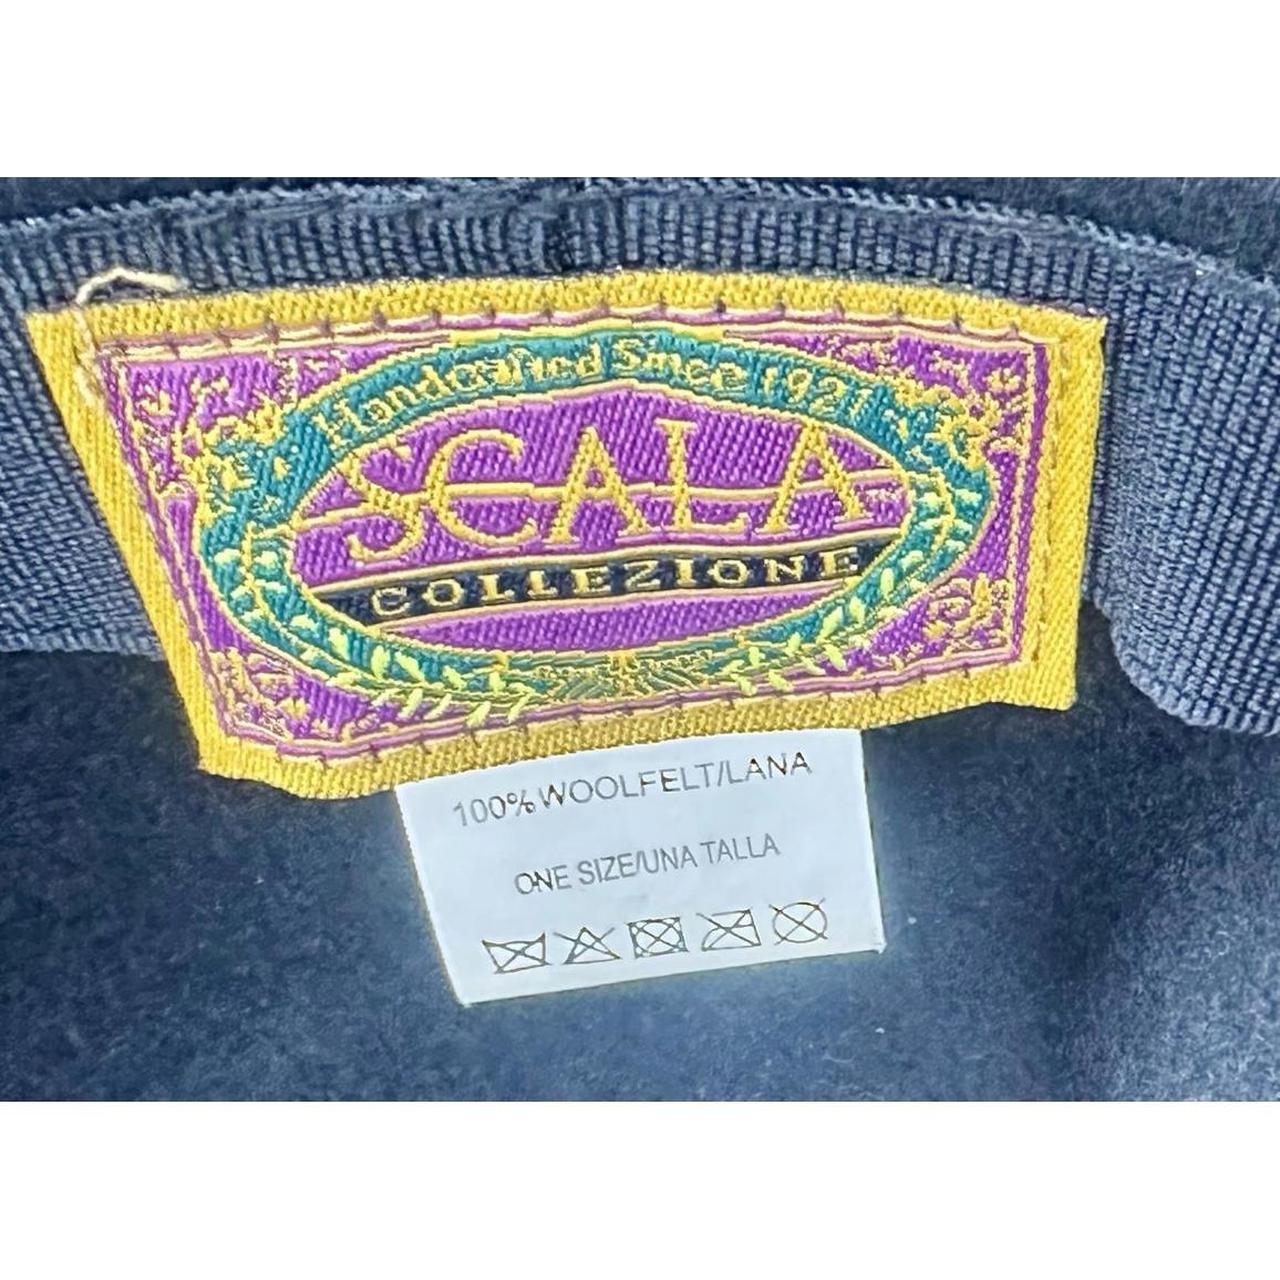 Handcrafted Since 1921
SCALA
COLLEZIONE
100% WOOLFELT/LANA
ONE SIZE/UNA TALLA